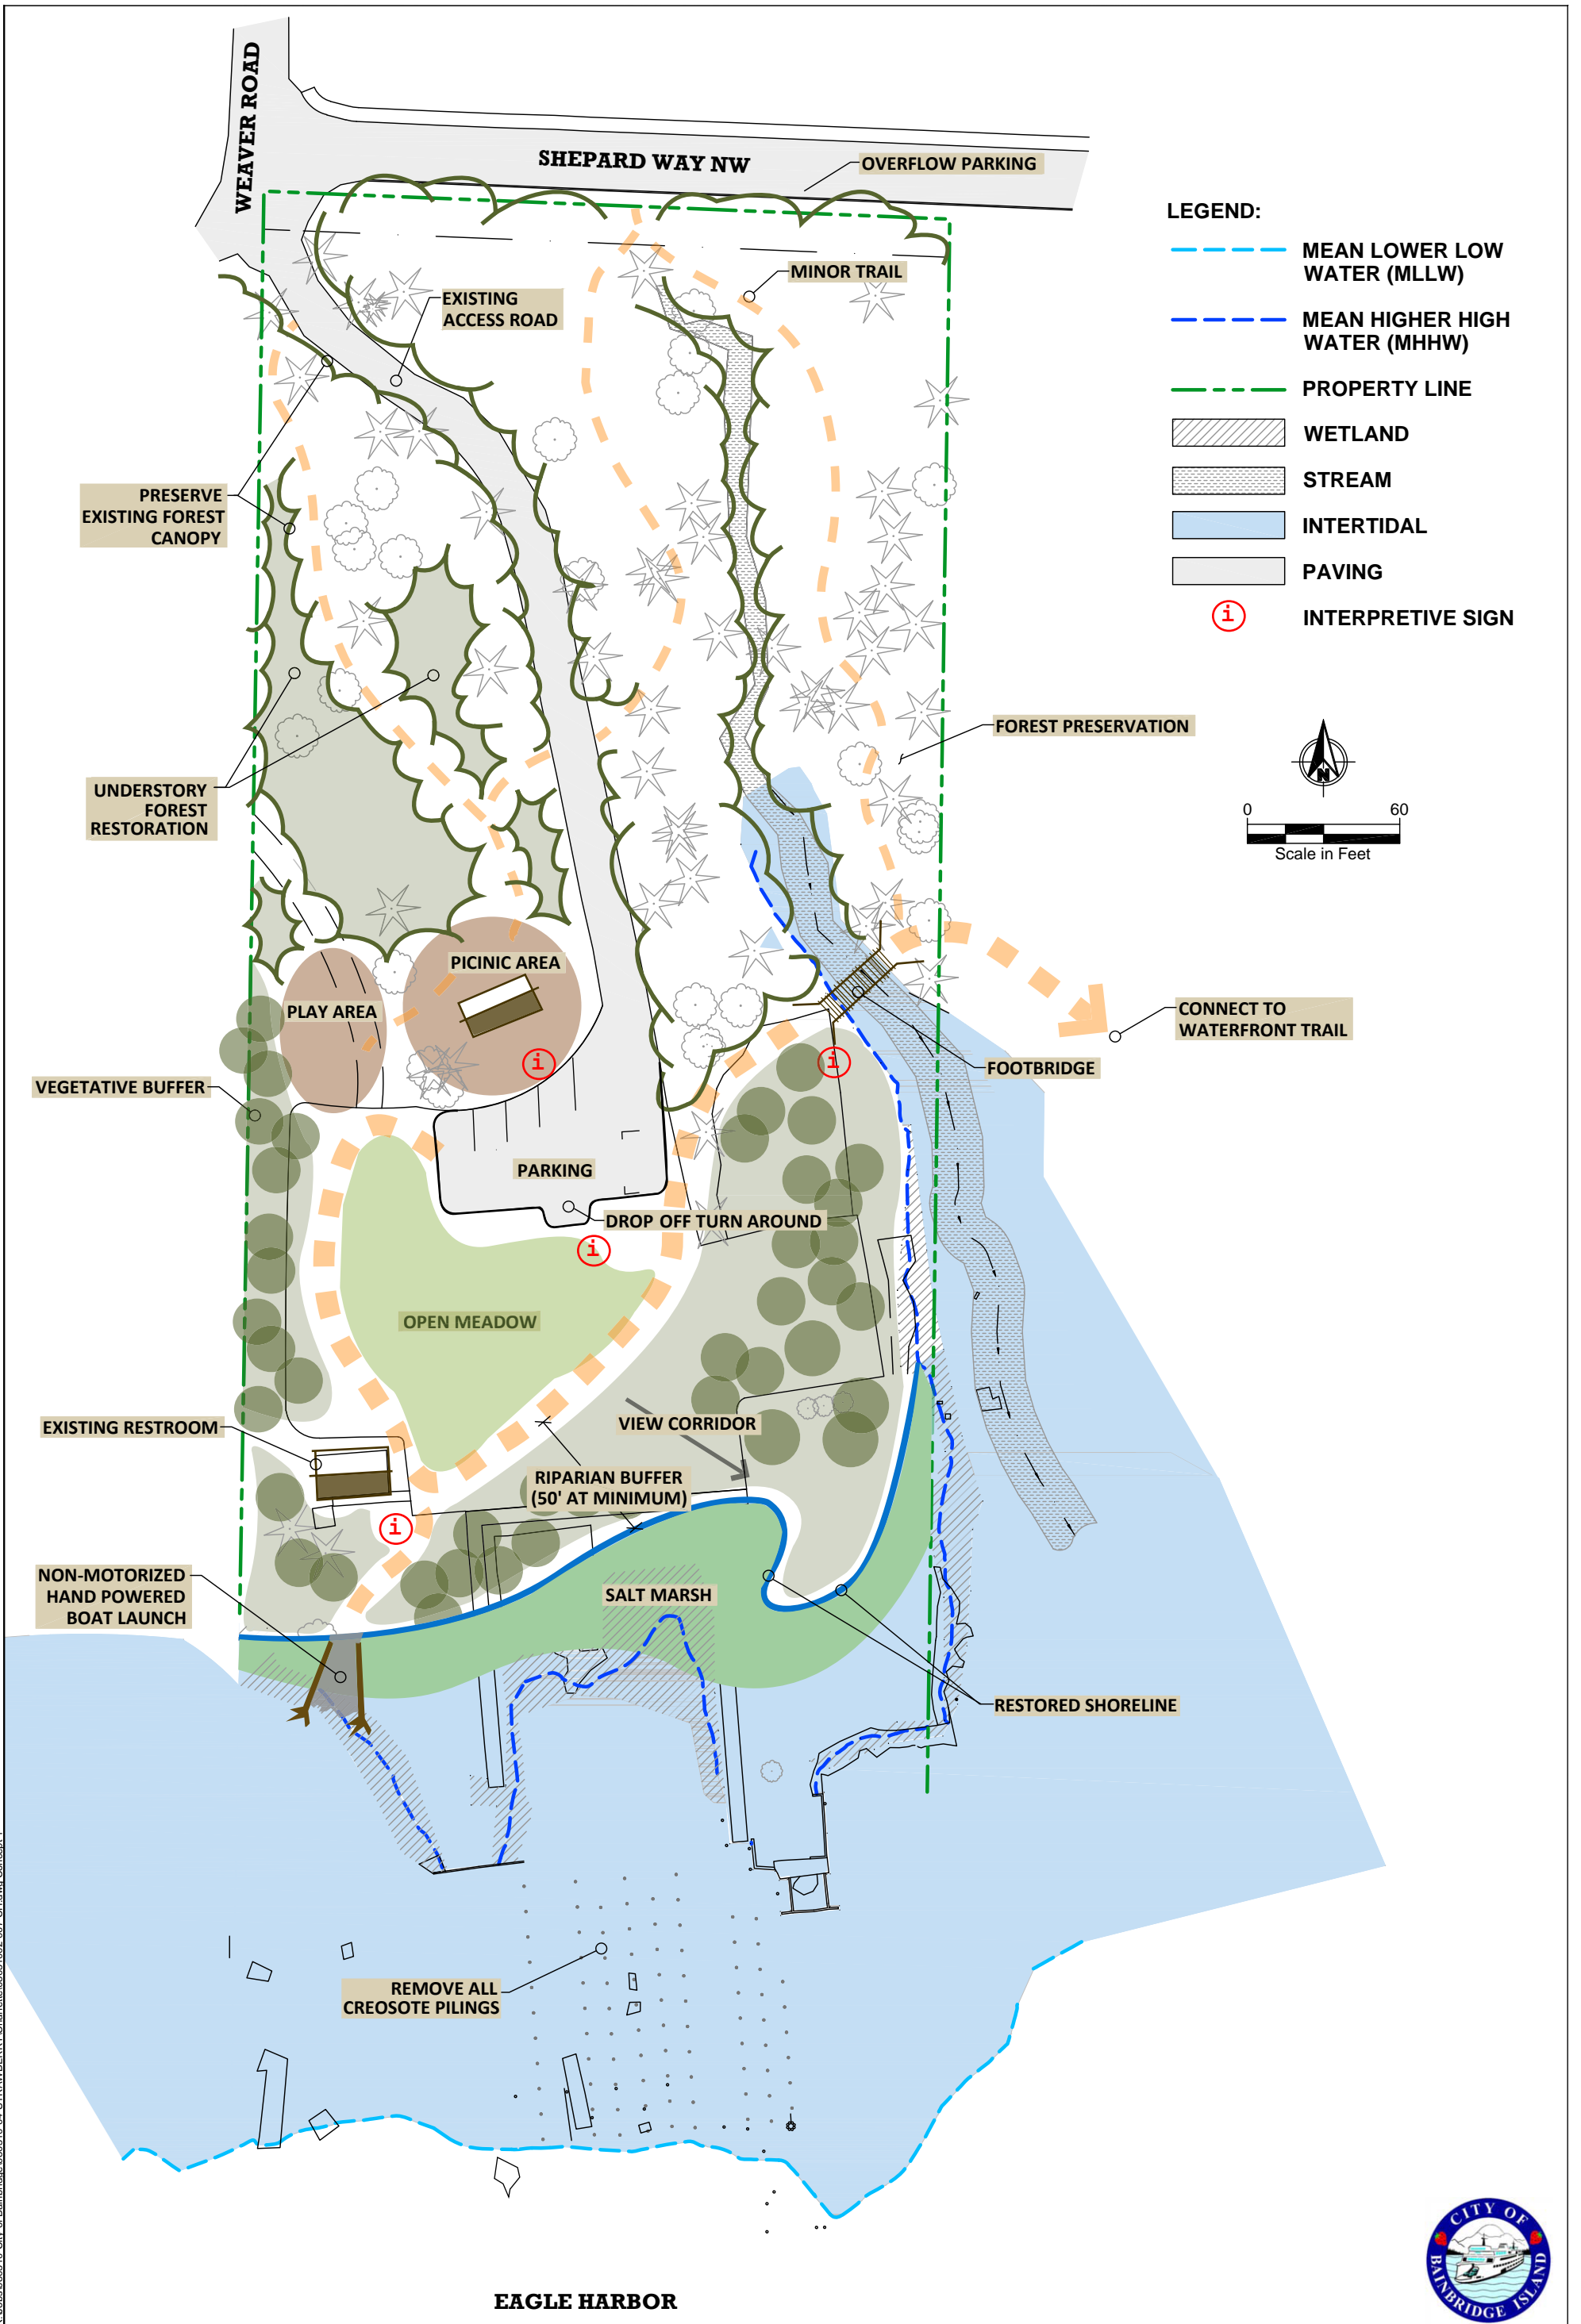 WEAVER ROAD
SHEPARD WAY NW
OVERFLOW PARKING
LEGEND:
MEAN LOWER LOW
WATER (MLLW)
MEAN HIGHER HIGH
WATER (MHHW)
PROPERTY LINE
WETLAND
STREAM
INTERTIDAL
PAVING
i
INTERPRETIVE SIGN
MINOR TRAIL
EXISTING
ACCESS ROAD
PRESERVE
EXISTING FOREST
CANOPY
FOREST PRESERVATION
N
0 60
Scale in Feet
UNDERSTORY
FOREST
RESTORATION
PICINIC AREA
PLAY AREA
CONNECT TO
WATERFRONT TRAIL
i
i
FOOTBRIDGE
VEGETATIVE BUFFER
PARKING
DROP OFF TURN AROUND
i
OPEN MEADOW
EXISTING RESTROOM
VIEW CORRIDOR
RIPARIAN BUFFER
(50' AT MINIMUM)
i
NON-MOTORIZED
HAND POWERED
BOAT LAUNCH
SALT MARSH
RESTORED SHORELINE
REMOVE ALL
CREOSOTE PILINGS
EAGLE HARBOR
CITY OF
BAINBRIDGE ISLAND